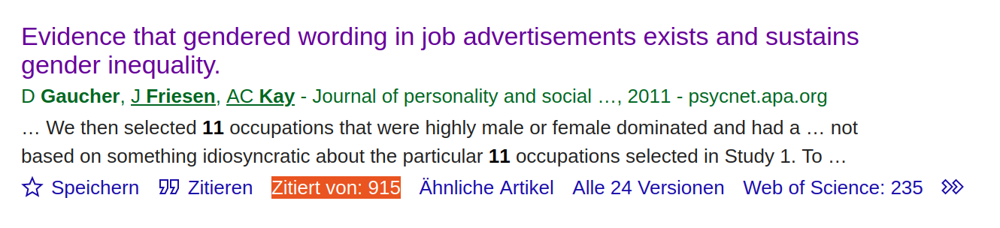 Evidence that gendered wording in job advertisements exists and sustains
gender inequality.
D Gaucher, J Friesen, AC Kay - Journal of personality and social …, 2011 - psycnet.apa.org
… We then selected 11 occupations that were highly male or female dominated and had a … not
based on something idiosyncratic about the particular 11 occupations selected in Study 1. To …
Speichern Zitieren Zitiert von: 915 Ähnliche Artikel Alle 24 Versionen Web of Science: 235